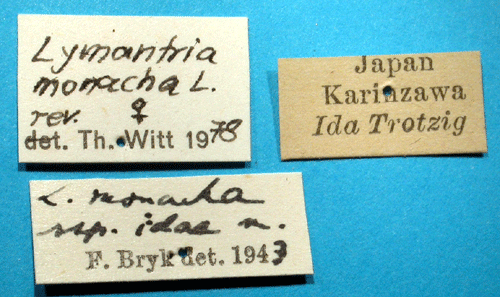 Lymantria
monacha L.
rev. ♀
det. Th. Witt 1978
Japan
Karinzawa
Ida Trotzig
L. monacha
ssp. idae n.
F. Bryk det. 1943